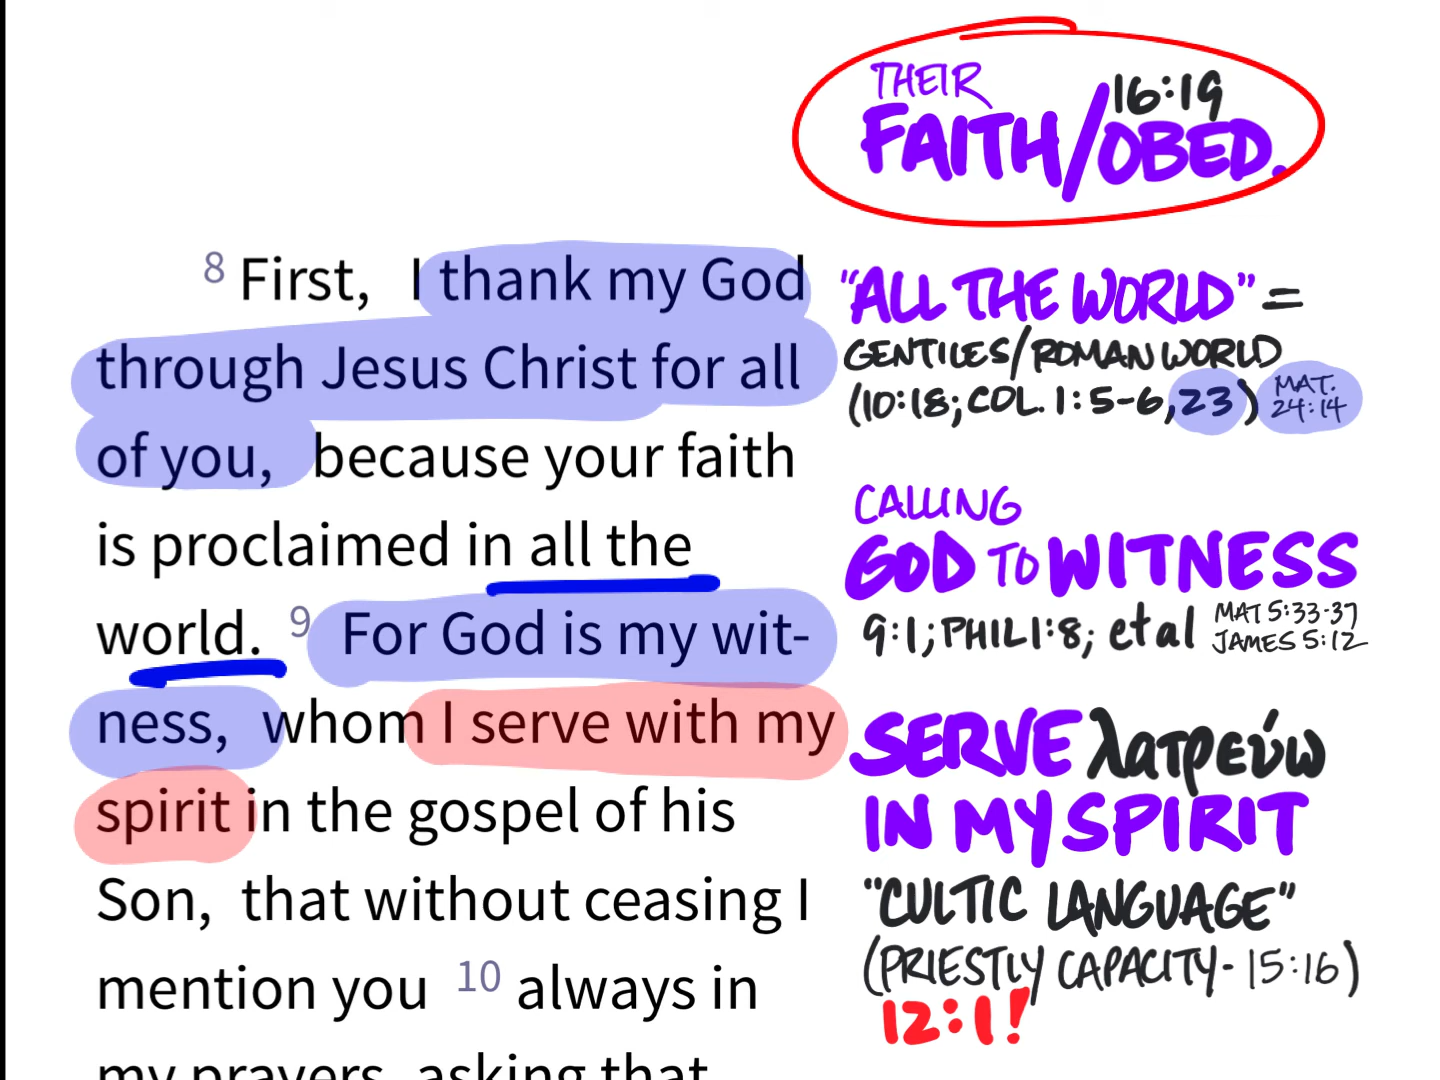 THEIR
16:19
FAITH/OBED.
8 First, I thank my God
through Jesus Christ for all
of you, because your faith
is proclaimed in all the
world. 9 For God is my wit-
ness, whom I serve with my
spirit in the gospel of his
Son, that without ceasing I
mention you 10 always in
my prayers, asking that
"ALL THE WORLD" =
GENTILES/ROMAN WORLD
(10:18; COL. 1:5-6, 23) MAT.
24:14
CALLING
GOD TO WITNESS
9:1; PHIL 1:8; et al MAT 5:33-37
JAMES 5:12
SERVE λατρεύω
IN MY SPIRIT
"CULTIC LANGUAGE"
(PRIESTLY CAPACITY - 15:16)
12:1!